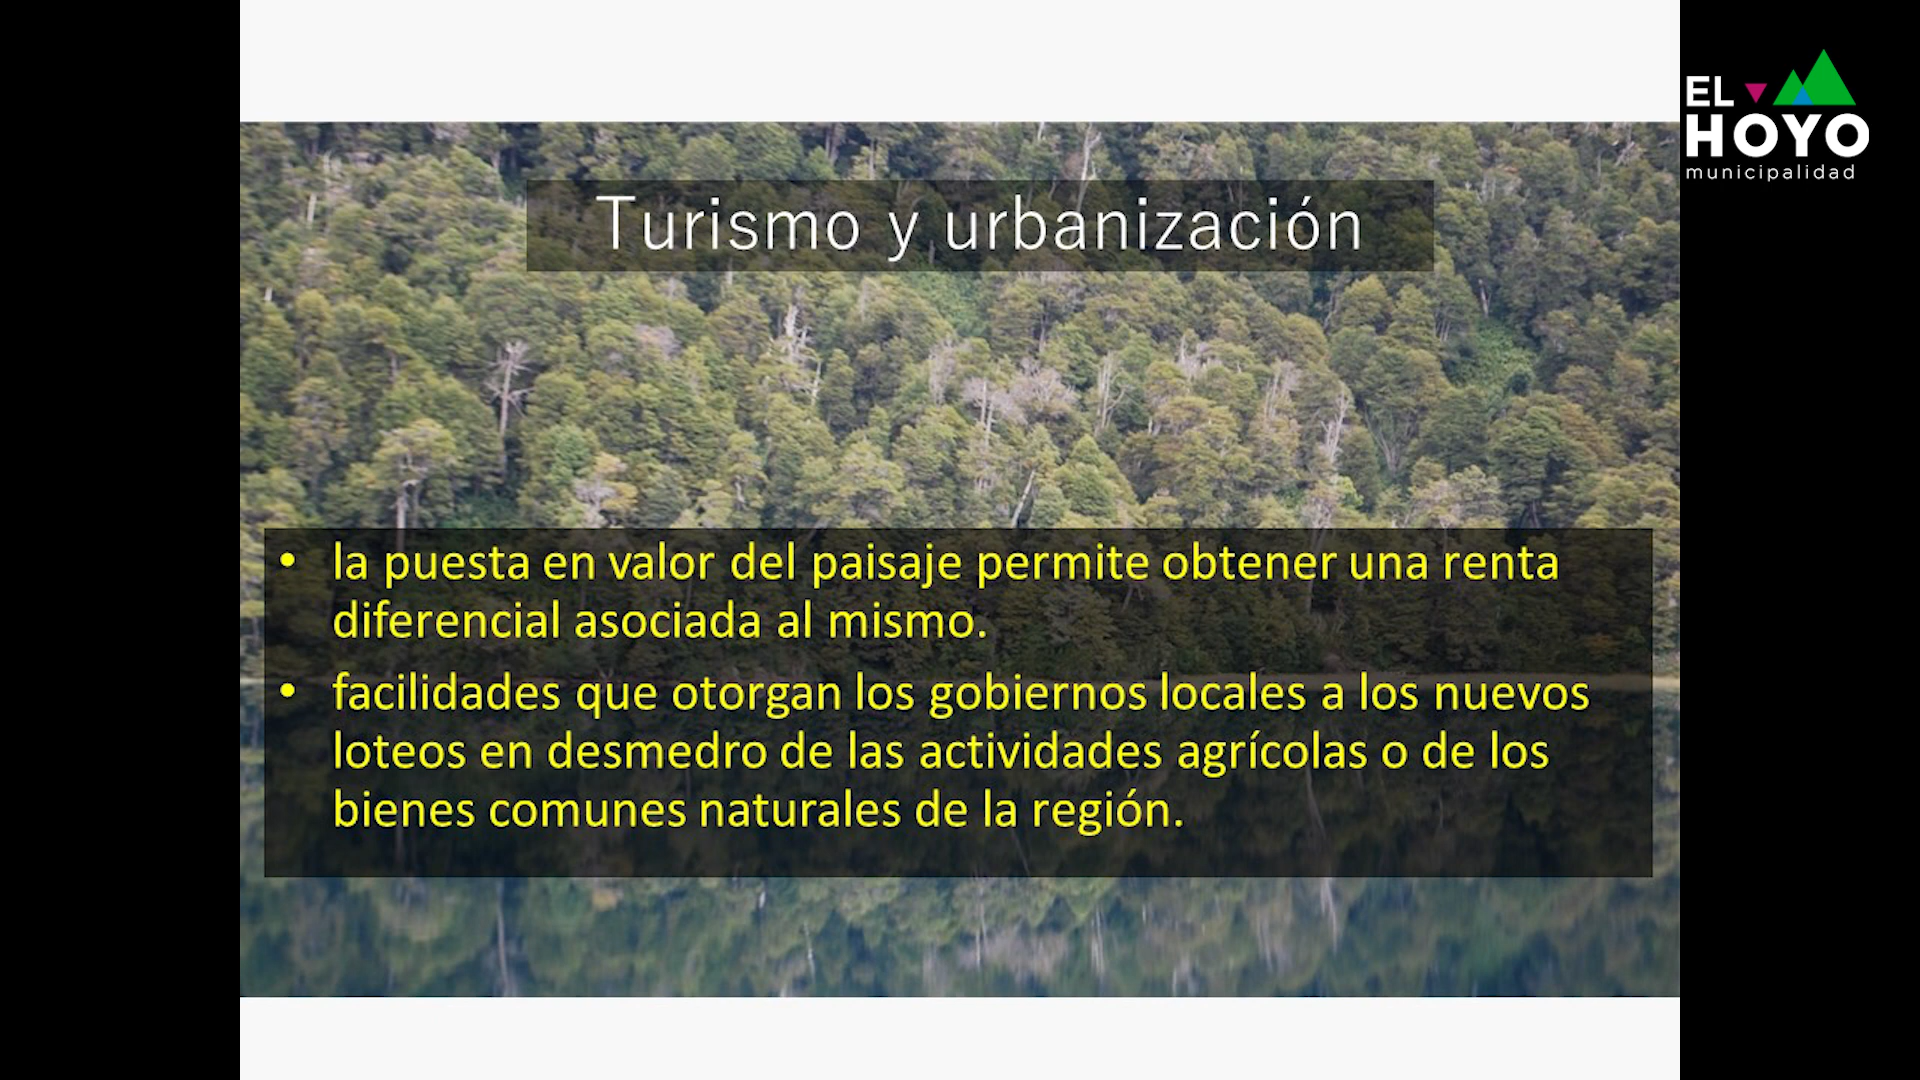 EL
HOYO
municipalidad
Turismo y urbanización
• la puesta en valor del paisaje permite obtener una renta
diferencial asociada al mismo.
• facilidades que otorgan los gobiernos locales a los nuevos
loteos en desmedro de las actividades agrícolas o de los
bienes comunes naturales de la región.